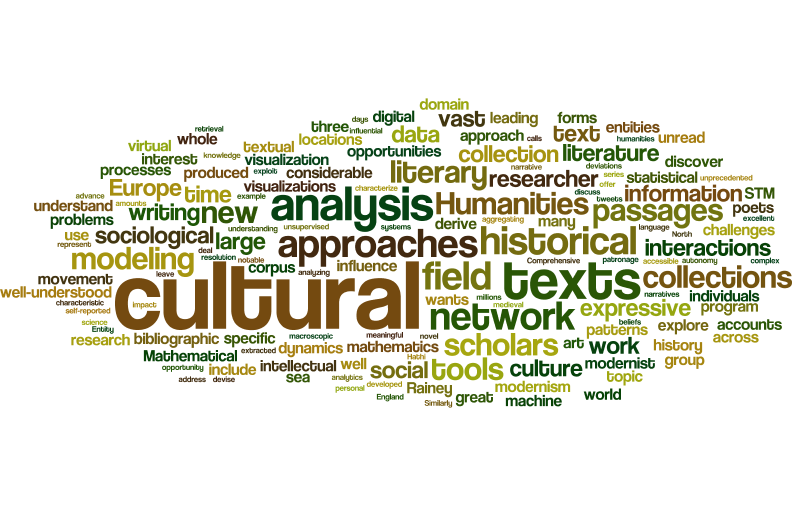 domain
days digital vast leading forms
retrieval three influential data approach calls text entities
virtual whole locations humanities unread
knowledge textual opportunities collection literature
interest visualization narrative discover
processes produced exploit considerable literary researcher series statistical unprecedented
Europe time visualizations characterize discuss offer information STM
advance example tweets
understand amounts writing new analysis Humanities passages poets
problems understanding unsupervised systems derive aggregating many language excellent
use sociological large approaches historical North challenges
represent deal interactions
modeling resolution notable corpus influence Comprehensive patronage accessible autonomy complex
movement leave analyzing field texts collections
well-understood cultural wants millions narratives individuals
characteristic impact medieval expressive program
self-reported network beliefs
science patterns explore accounts
research Entity bibliographic specific macroscopic meaningful novel scholars art work history across
Mathematical extracted dynamics mathematics Hathi modernist group
opportunity include intellectual well social tools culture topic
address devise sea analytics
personal developed Rainey modernism
England Similarly great machine world